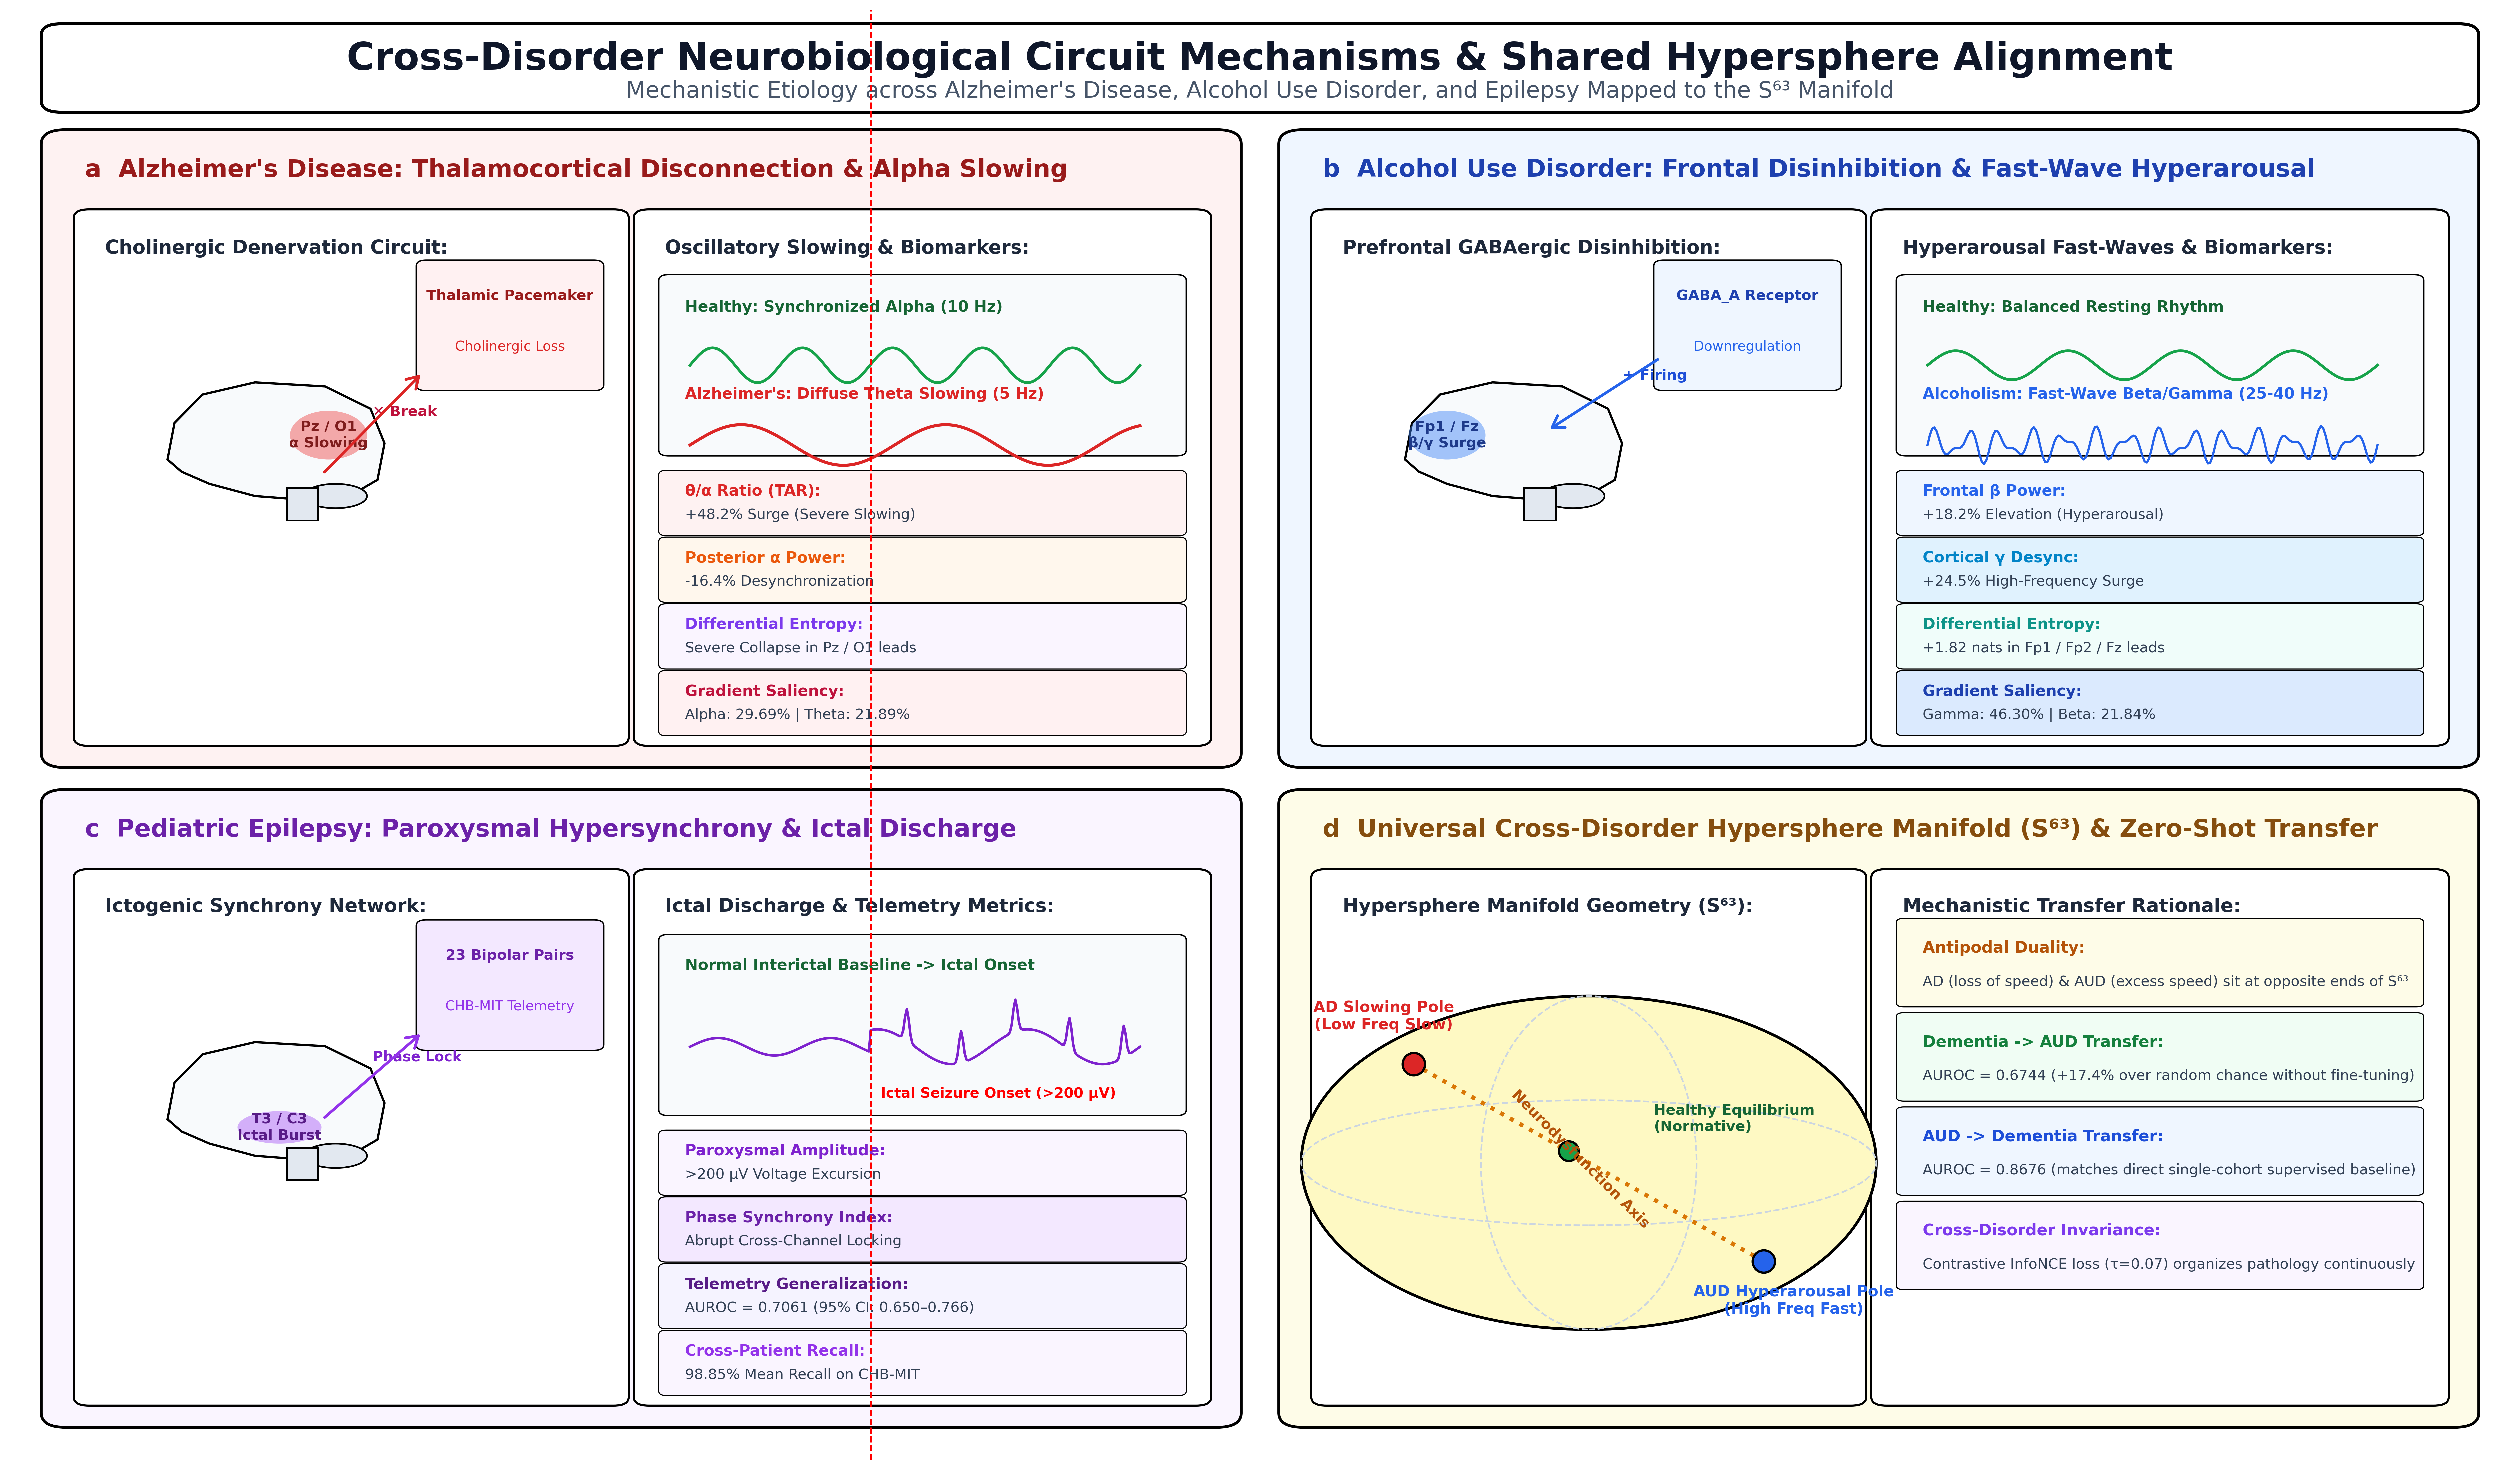 Cross-Disorder Neurobiological Circuit Mechanisms & Shared Hypersphere Alignment
Mechanistic Etiology across Alzheimer's Disease, Alcohol Use Disorder, and Epilepsy Mapped to the S⁶³ Manifold
a Alzheimer's Disease: Thalamocortical Disconnection & Alpha Slowing
Cholinergic Denervation Circuit:
Thalamic Pacemaker
Cholinergic Loss
× Break
Pz / O1
α Slowing
Oscillatory Slowing & Biomarkers:
Healthy: Synchronized Alpha (10 Hz)
Alzheimer's: Diffuse Theta Slowing (5 Hz)
θ/α Ratio (TAR):
+48.2% Surge (Severe Slowing)
Posterior α Power:
-16.4% Desynchronization
Differential Entropy:
Severe Collapse in Pz / O1 leads
Gradient Saliency:
Alpha: 29.69% | Theta: 21.89%
b Alcohol Use Disorder: Frontal Disinhibition & Fast-Wave Hyperarousal
Prefrontal GABAergic Disinhibition:
GABA_A Receptor
Downregulation
+ Firing
Fp1 / Fz
β/γ Surge
Hyperarousal Fast-Waves & Biomarkers:
Healthy: Balanced Resting Rhythm
Alcoholism: Fast-Wave Beta/Gamma (25-40 Hz)
Frontal β Power:
+18.2% Elevation (Hyperarousal)
Cortical γ Desync:
+24.5% High-Frequency Surge
Differential Entropy:
+1.82 nats in Fp1 / Fp2 / Fz leads
Gradient Saliency:
Gamma: 46.30% | Beta: 21.84%
c Pediatric Epilepsy: Paroxysmal Hypersynchrony & Ictal Discharge
Ictogenic Synchrony Network:
23 Bipolar Pairs
CHB-MIT Telemetry
Phase Lock
T3 / C3
Ictal Burst
Ictal Discharge & Telemetry Metrics:
Normal Interictal Baseline -> Ictal Onset
Ictal Seizure Onset (>200 μV)
Paroxysmal Amplitude:
>200 μV Voltage Excursion
Phase Synchrony Index:
Abrupt Cross-Channel Locking
Telemetry Generalization:
AUROC = 0.7061 (95% CI: 0.650–0.766)
Cross-Patient Recall:
98.85% Mean Recall on CHB-MIT
d Universal Cross-Disorder Hypersphere Manifold (S⁶³) & Zero-Shot Transfer
Hypersphere Manifold Geometry (S⁶³):
AD Slowing Pole
(Low Freq Slow)
Neurodysfunction Axis
Healthy Equilibrium
(Normative)
AUD Hyperarousal Pole
(High Freq Fast)
Mechanistic Transfer Rationale:
Antipodal Duality:
AD (loss of speed) & AUD (excess speed) sit at opposite ends of S⁶³
Dementia -> AUD Transfer:
AUROC = 0.6744 (+17.4% over random chance without fine-tuning)
AUD -> Dementia Transfer:
AUROC = 0.8676 (matches direct single-cohort supervised baseline)
Cross-Disorder Invariance:
Contrastive InfoNCE loss (τ=0.07) organizes pathology continuously